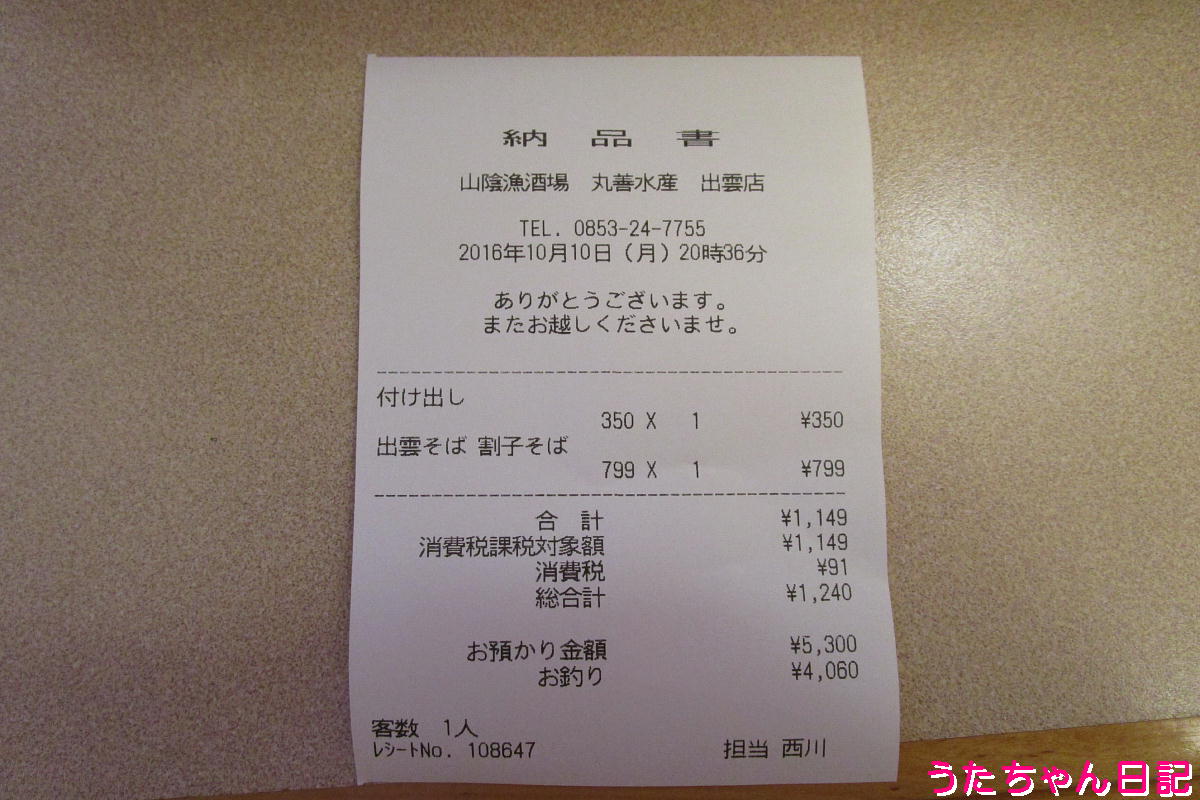 納 品 書
山陰漁酒場 丸善水産 出雲店
TEL. 0853-24-7755
2016年10月10日（月）20時36分
ありがとうございます。
またお越しくださいませ。
付け出し
350 X 1 ¥350
出雲そば 割子そば
799 X 1 ¥799
合 計 ¥1,149
消費税課税対象額 ¥1,149
消費税 ¥91
総合計 ¥1,240
お預かり金額 ¥5,300
お釣り ¥4,060
客数 1人
ﾚｼｰﾄNo. 108647 担当 西川
うたちゃん日記